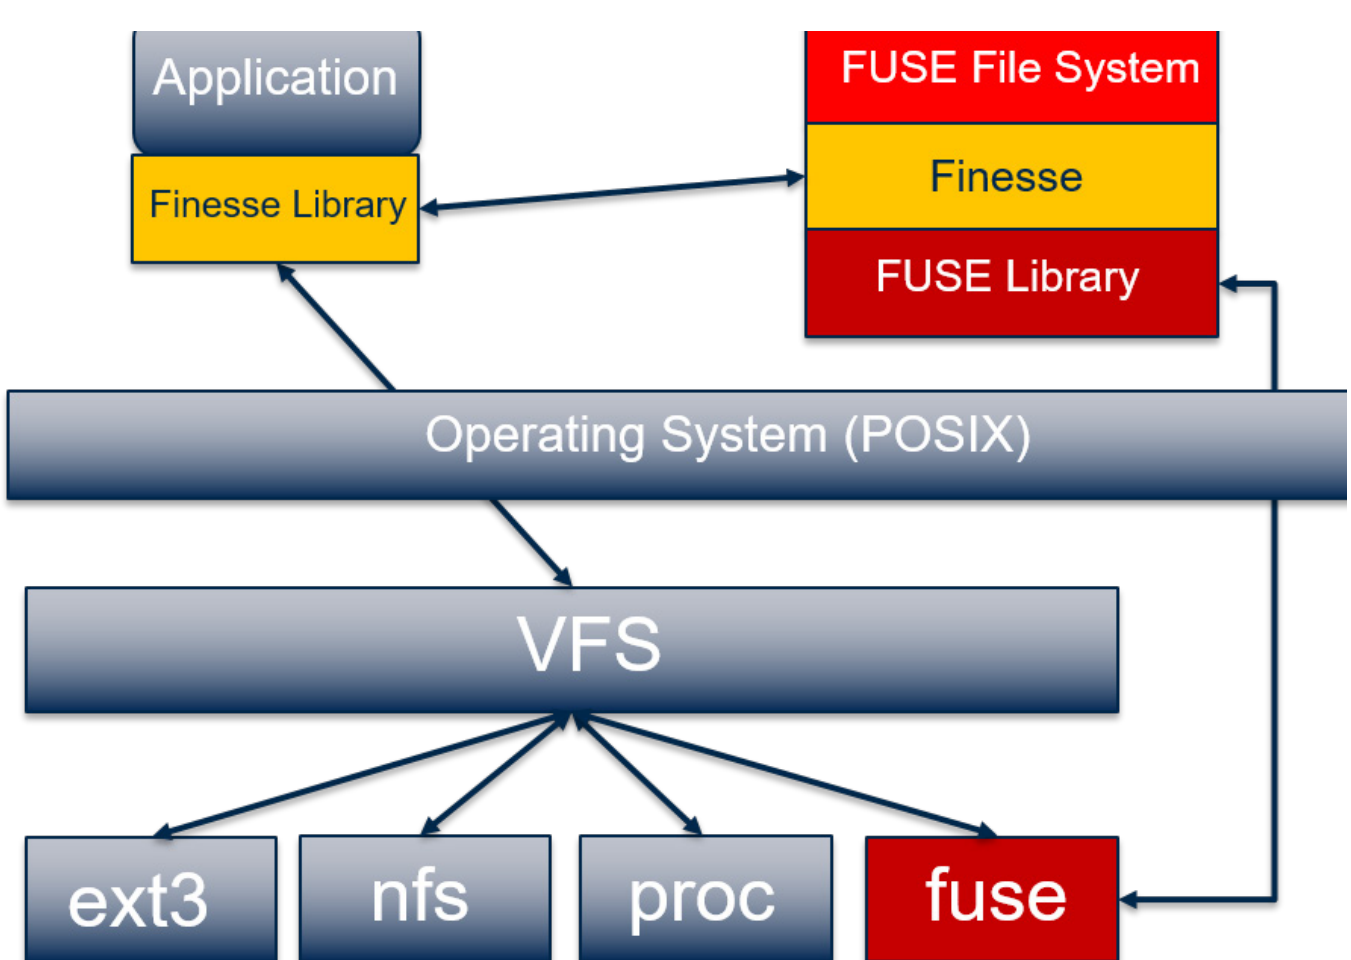 Application
FUSE File System
Finesse Library
Finesse
FUSE Library
Operating System (POSIX)
VFS
ext3
nfs
proc
fuse